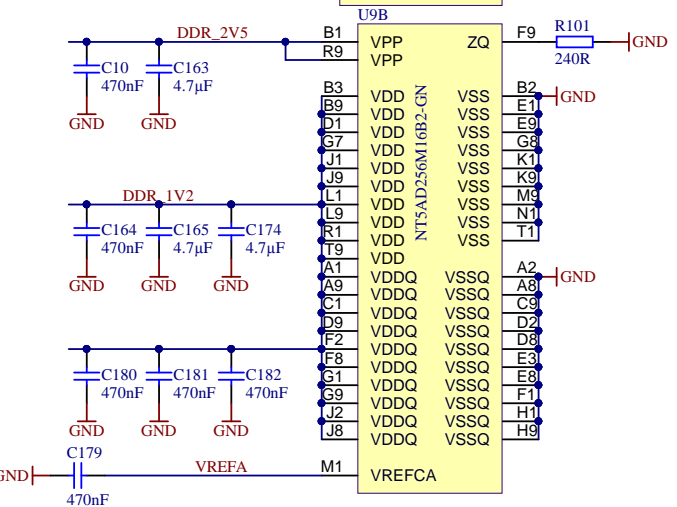 U9B
DDR_2V5
B1
VPP
ZQ
F9
R101
GND
R9
VPP
240R
C10
470nF
C163
4.7µF
GND
GND
B3
VDD
VSS
B2
GND
B9
VDD
VSS
E1
D1
VDD
VSS
E9
G7
VDD
VSS
G8
J1
VDD
VSS
K1
J9
VDD
VSS
K9
DDR_1V2
L1
VDD
VSS
M9
L9
VDD
VSS
N1
R1
VDD
VSS
T1
T9
VDD
NT5AD256M16B2-GN
C164
470nF
C165
4.7µF
C174
4.7µF
GND
GND
GND
A1
VDDQ
VSSQ
A2
GND
A9
VDDQ
VSSQ
A8
C1
VDDQ
VSSQ
C9
D9
VDDQ
VSSQ
D2
F2
VDDQ
VSSQ
D8
F8
VDDQ
VSSQ
E3
G1
VDDQ
VSSQ
E8
G9
VDDQ
VSSQ
F1
J2
VDDQ
VSSQ
H1
J8
VDDQ
VSSQ
H9
C180
470nF
C181
470nF
C182
470nF
GND
GND
GND
C179
GND
470nF
VREFA
M1
VREFCA